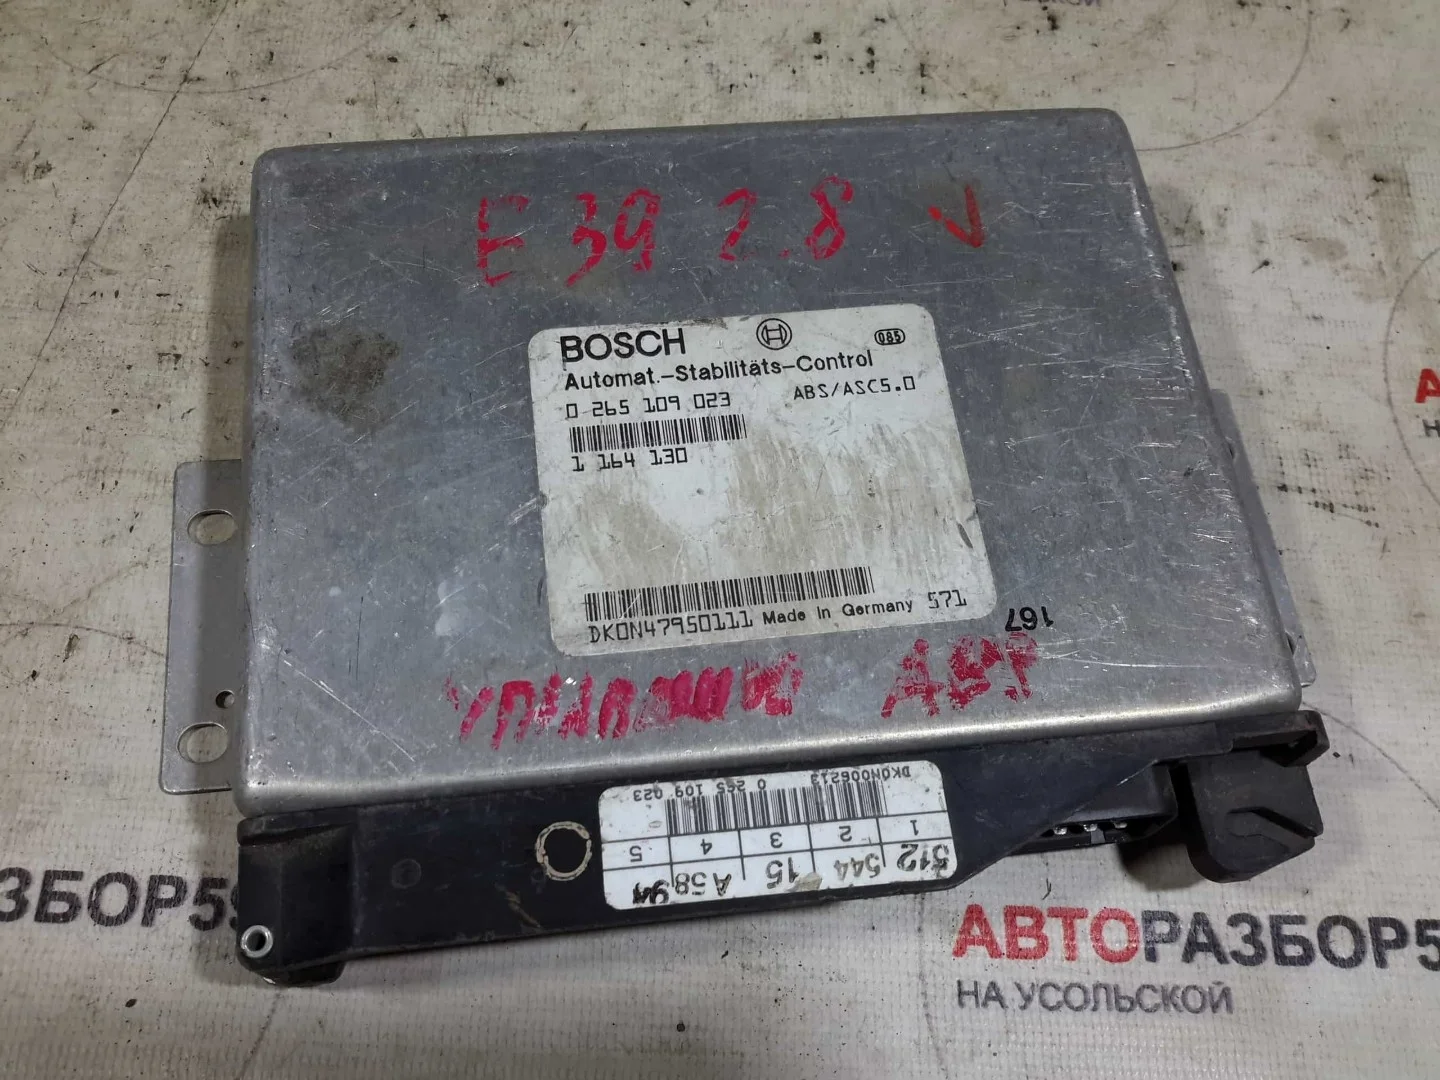 E39 2.8 V
BOSCH
085
Automat.-Stabilitäts-Control
0 265 109 023 ABS/ASC5.0
1 164 130
DKON47950111 Made in Germany 571
167
DKON006213 0 265 109 023
1 2 3 4 5
512 544 15 A58 94
АВТОРАЗБОР5
НА УСОЛЬСКОЙ
ЗБОР59